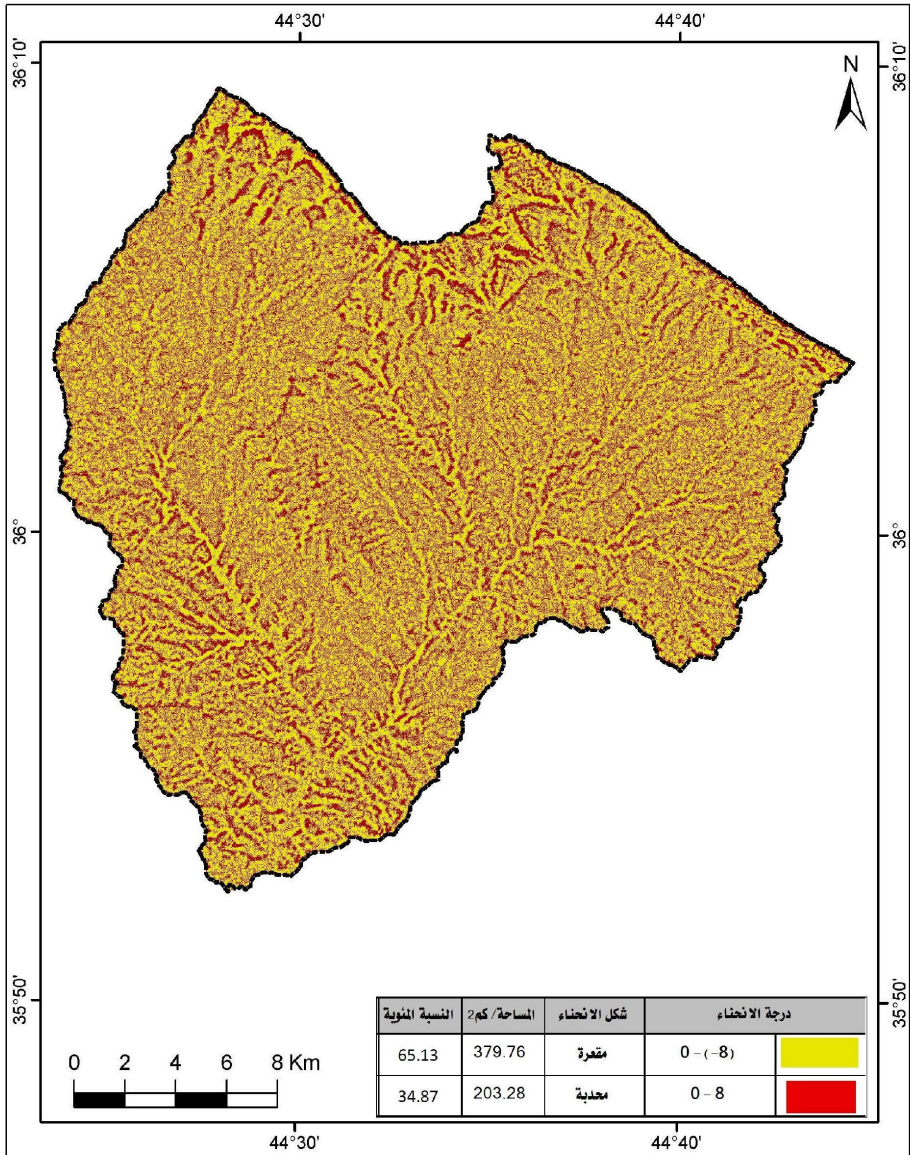 44°30' 44°40'
36°10' 36°10'
N
36° 36°
35°50' 35°50'
درجة الانحناء شكل الانحناء المساحة/ كم2 النسبة المئوية
0 – (-8) مقعرة 379.76 65.13
0 – 8 محدبة 203.28 34.87
0 2 4 6 8 Km
44°30' 44°40'